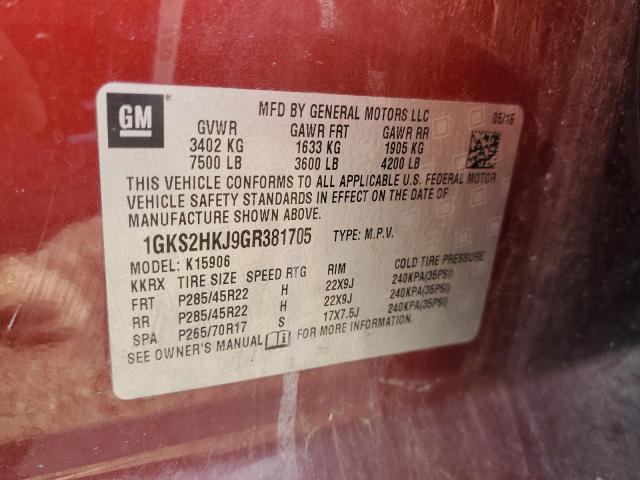 GM
MFD BY GENERAL MOTORS LLC 05/16
GVWR GAWR FRT GAWR RR
3402 KG 1633 KG 1905 KG
7500 LB 3600 LB 4200 LB
THIS VEHICLE CONFORMS TO ALL APPLICABLE U.S. FEDERAL MOTOR
VEHICLE SAFETY STANDARDS IN EFFECT ON THE DATE OF
MANUFACTURE SHOWN ABOVE.
1GKS2HKJ9GR381705 TYPE: M.P.V.
MODEL: K15906
KKRX TIRE SIZE SPEED RTG RIM COLD TIRE PRESSURE
FRT P285/45R22 H 22X9J 240KPA(35PSI)
RR P285/45R22 H 22X9J 240KPA(35PSI)
SPA P265/70R17 S 17X7.5J 240KPA(35PSI)
SEE OWNER'S MANUAL FOR MORE INFORMATION.